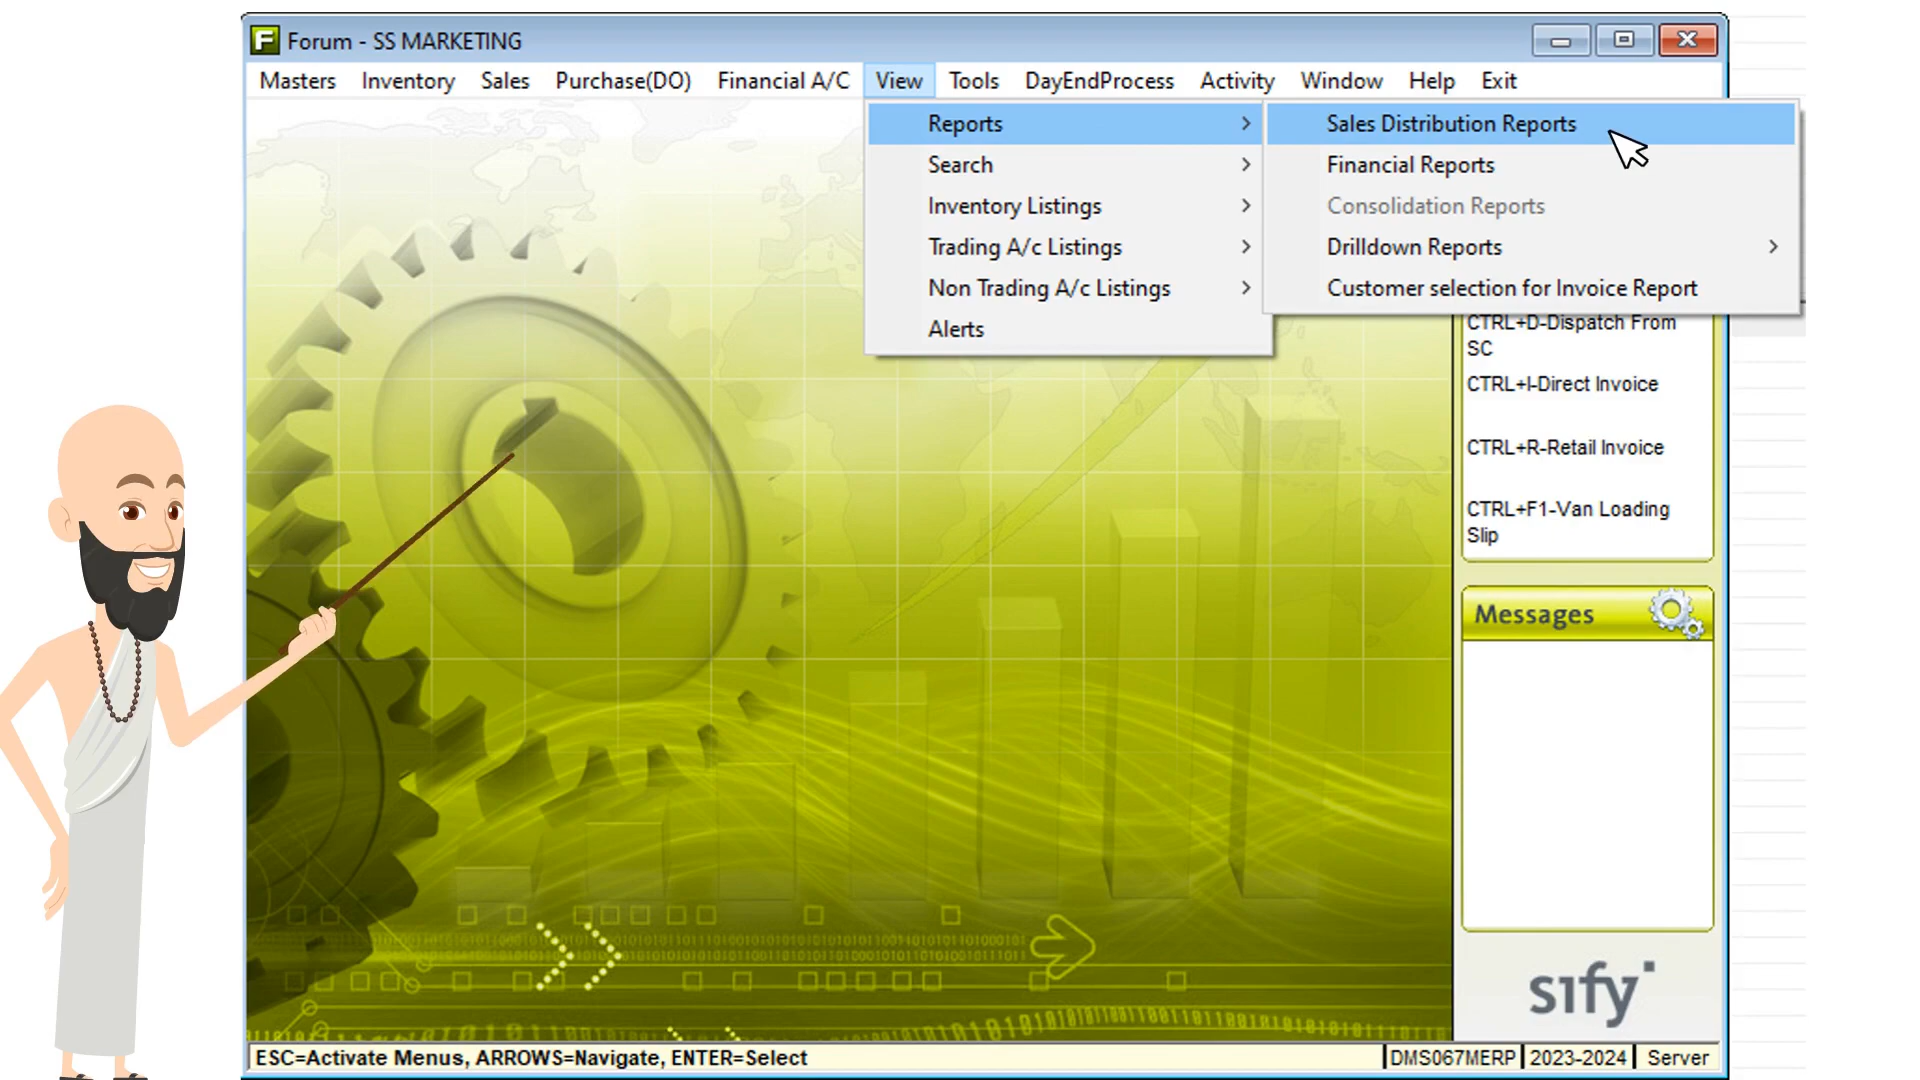 F Forum - SS MARKETING
Masters Inventory Sales Purchase(DO) Financial A/C View Tools DayEndProcess Activity Window Help Exit
Reports
Search
Inventory Listings
Trading A/c Listings
Non Trading A/c Listings
Alerts
Sales Distribution Reports
Financial Reports
Consolidation Reports
Drilldown Reports
Customer selection for Invoice Report
CTRL+D-Dispatch From
SC
CTRL+I-Direct Invoice
CTRL+R-Retail Invoice
CTRL+F1-Van Loading
Slip
Messages
sify
ESC=Activate Menus, ARROWS=Navigate, ENTER=Select
DMS067MERP 2023-2024 Server